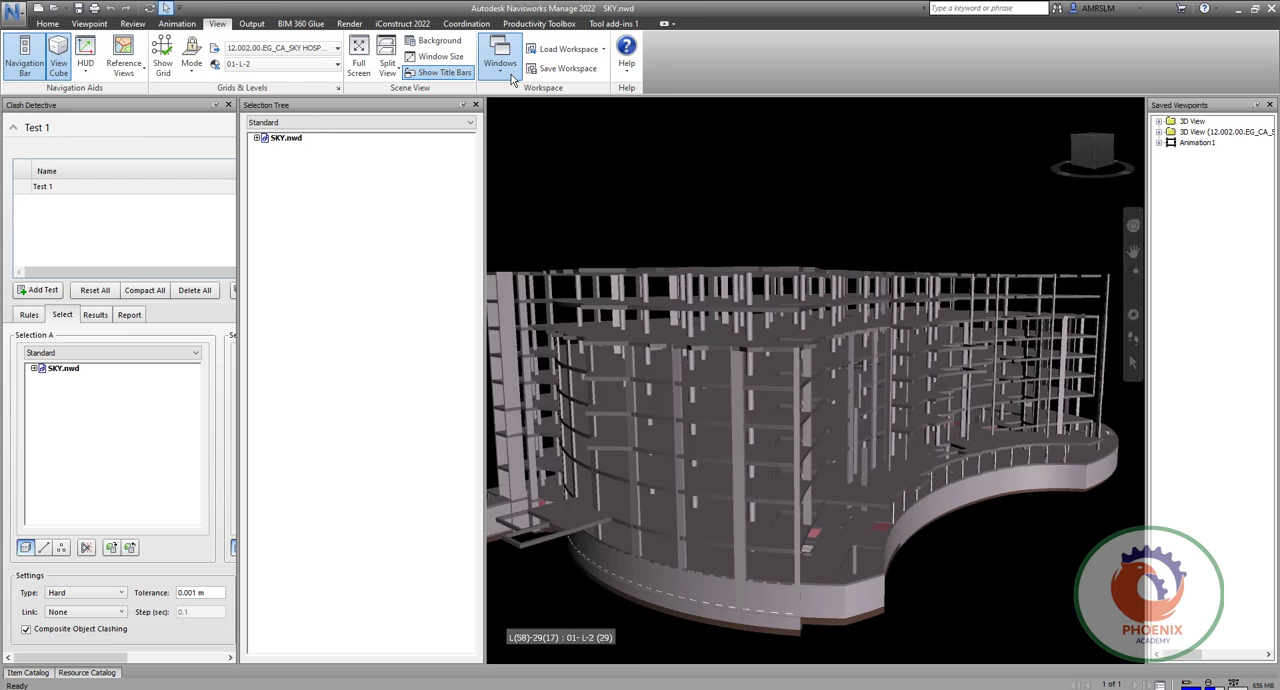 Autodesk Navisworks Manage 2022 SKY.nwd
Type a keyword or phrase
AMRSLM
Home Viewpoint Review Animation View Output BIM 360 Glue Render iConstruct 2022 Coordination Productivity Toolbox Tool add-ins 1
Navigation Bar
View Cube
HUD
Reference Views
Navigation Aids
Show Grid
Mode
12.002.00.EG_CA_SKY HOSP...
01- L-2
Grids & Levels
Full Screen
Split View
Background
Window Size
Show Title Bars
Scene View
Windows
Load Workspace
Save Workspace
Workspace
Help
Help
Clash Detective
Test 1
Name
Test 1
Add Test Reset All Compact All Delete All
Rules Select Results Report
Selection A
Standard
SKY.nwd
Settings
Type: Hard Tolerance: 0.001 m
Link: None Step (sec): 0.1
Composite Object Clashing
Selection Tree
Standard
SKY.nwd
L(58)-29(17) : 01- L-2 (29)
Saved Viewpoints
3D View
3D View (12.002.00.EG_CA_S
Animation1
PHOENIX
ACADEMY
Item Catalog Resource Catalog
Ready
1 of 1
656 MB